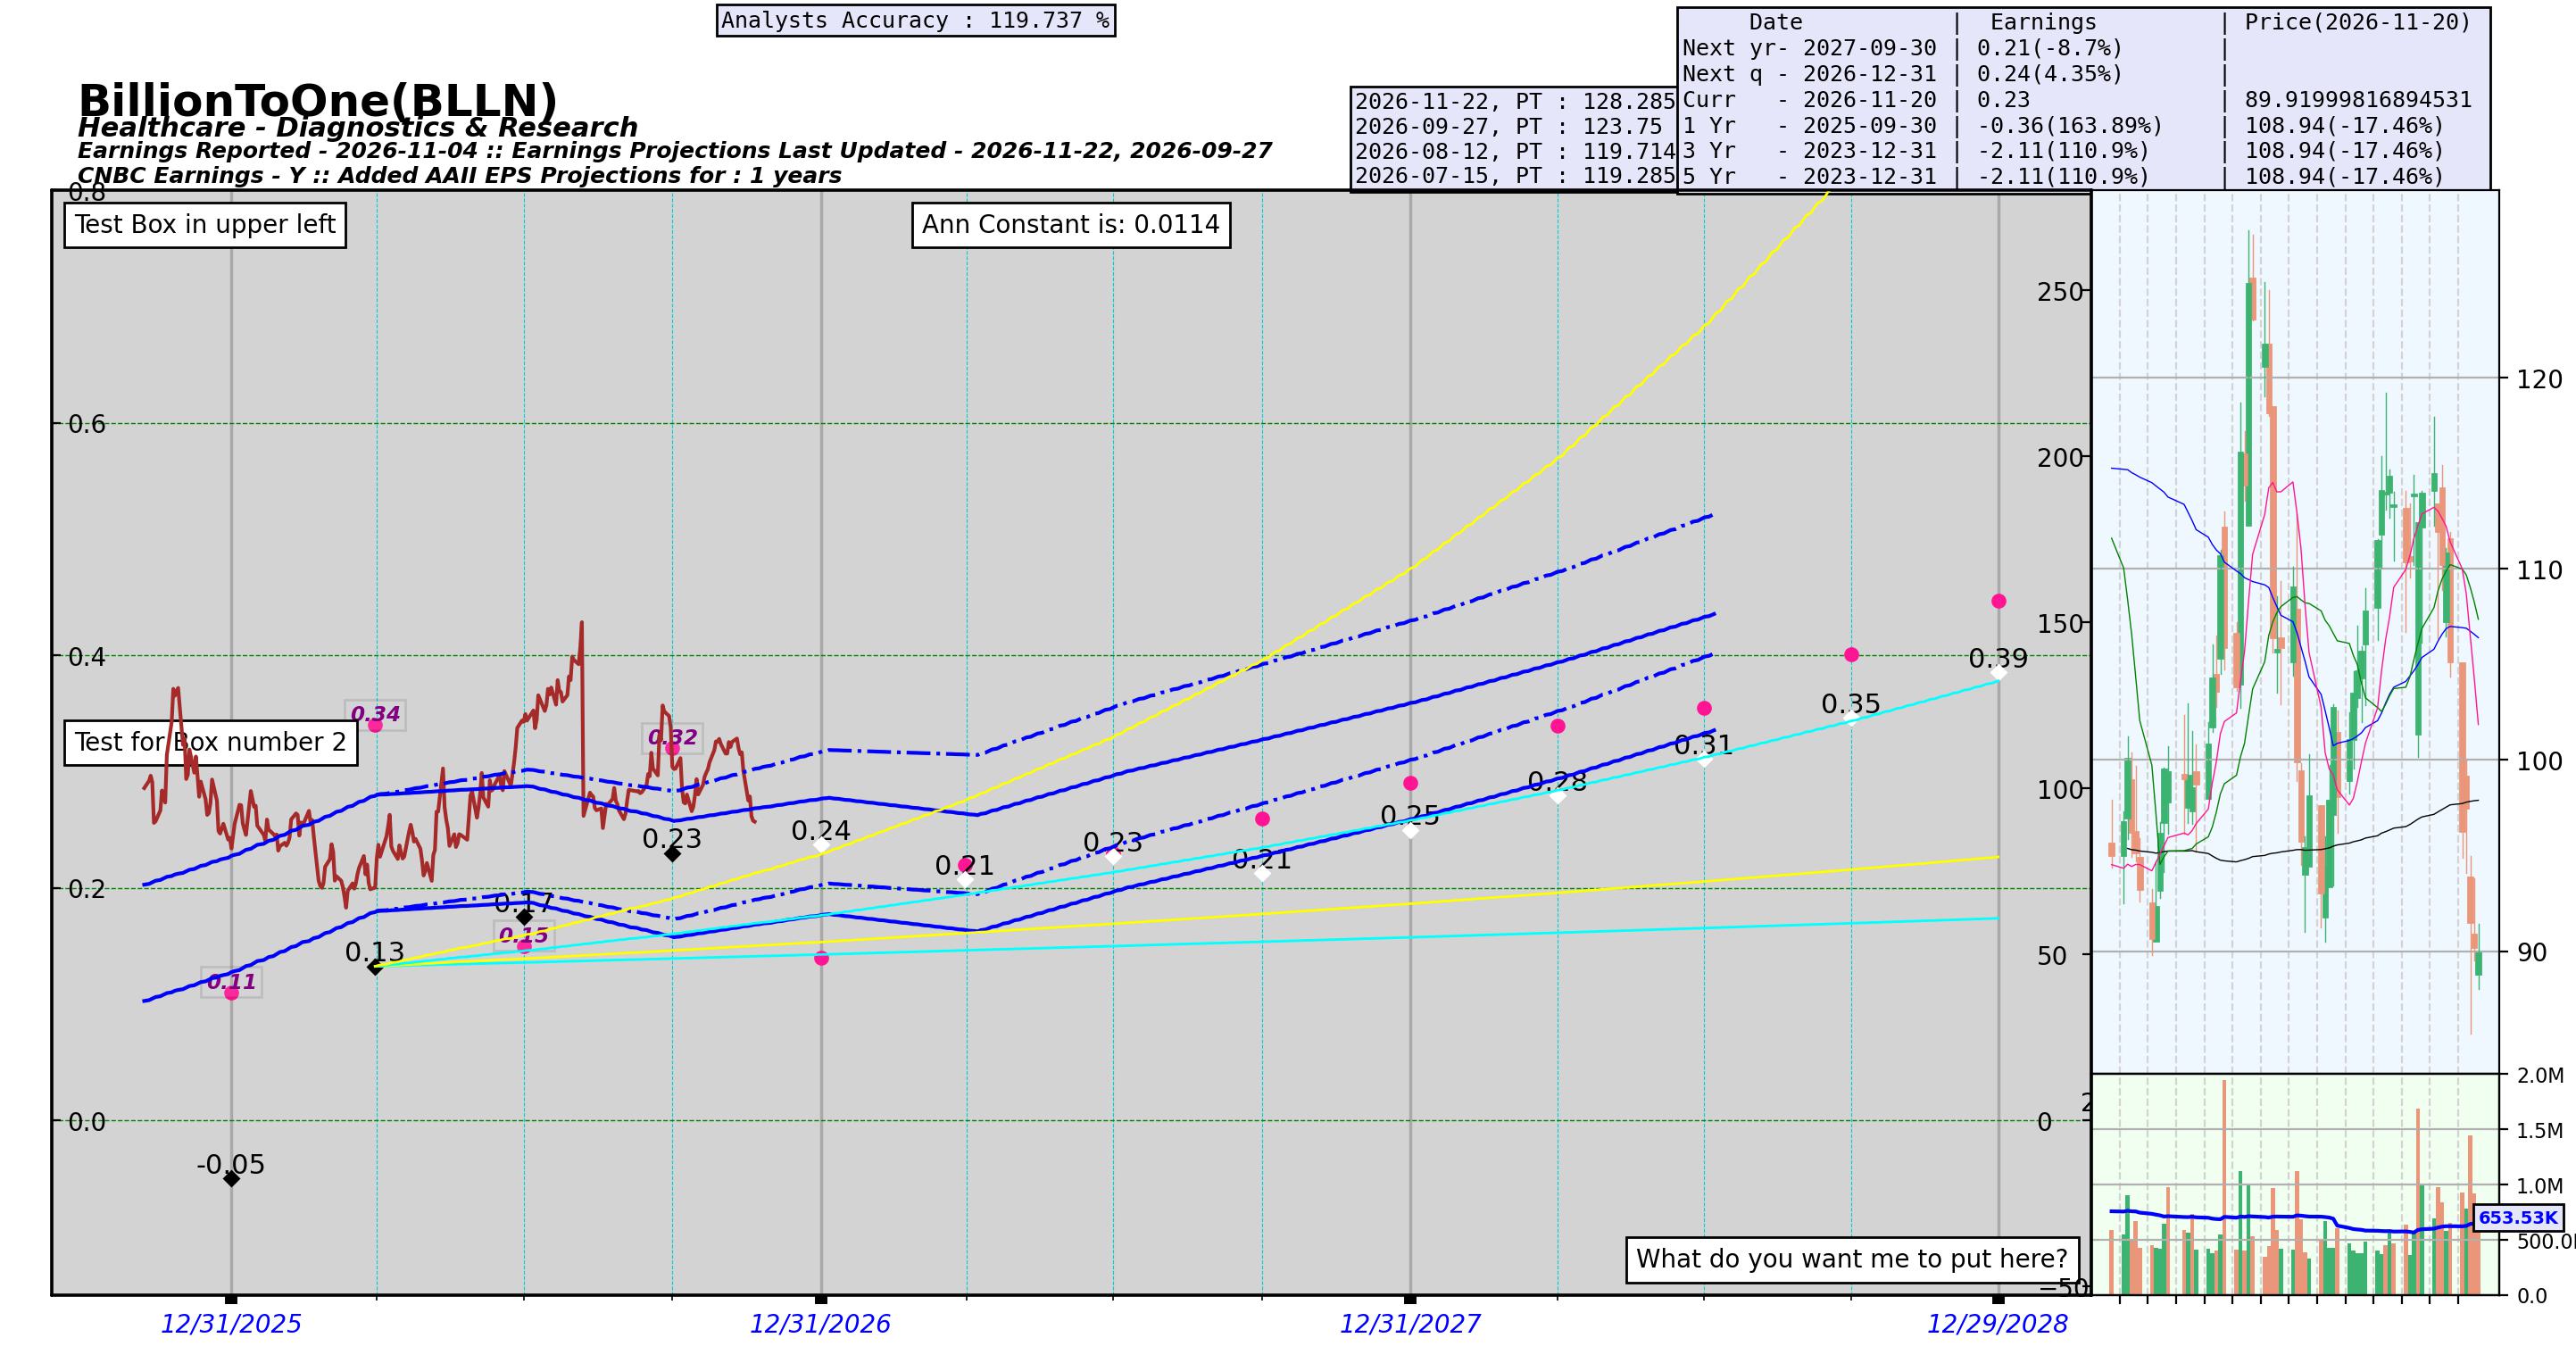 Analysts Accuracy : 119.737 %
Date | Earnings | Price(2026-11-20)
Next yr- 2027-09-30 | 0.21(-8.7%) |
Next q - 2026-12-31 | 0.24(4.35%) |
Curr - 2026-11-20 | 0.23 | 89.91999816894531
1 Yr - 2025-09-30 | -0.36(163.89%) | 108.94(-17.46%)
3 Yr - 2023-12-31 | -2.11(110.9%) | 108.94(-17.46%)
5 Yr - 2023-12-31 | -2.11(110.9%) | 108.94(-17.46%)
2026-11-22, PT : 128.285
2026-09-27, PT : 123.75
2026-08-12, PT : 119.714
2026-07-15, PT : 119.285
BillionToOne(BLLN)
Healthcare - Diagnostics & Research
Earnings Reported - 2026-11-04 :: Earnings Projections Last Updated - 2026-11-22, 2026-09-27
CNBC Earnings - Y :: Added AAII EPS Projections for : 1 years
Test Box in upper left
Ann Constant is: 0.0114
Test for Box number 2
What do you want me to put here?
0.8
0.6
0.4
0.2
0.0
-0.05
0.11
0.13
0.34
0.17
0.15
0.32
0.23
0.24
0.21
0.23
0.21
0.25
0.28
0.31
0.35
0.39
250
200
150
100
50
0
−50
2
120
110
100
90
2.0M
1.5M
1.0M
653.53K
500.0
0.0
12/31/2025
12/31/2026
12/31/2027
12/29/2028